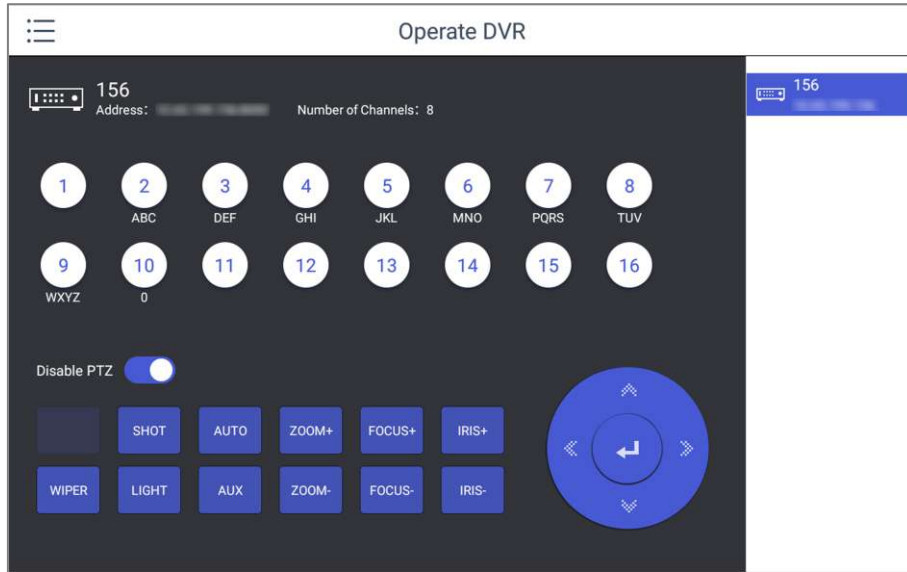 Operate DVR
156
Address:
Number of Channels: 8
156
1 2 3 4 5 6 7 8
ABC DEF GHI JKL MNO PQRS TUV
9 10 11 12 13 14 15 16
WXYZ 0
Disable PTZ
SHOT AUTO ZOOM+ FOCUS+ IRIS+
WIPER LIGHT AUX ZOOM- FOCUS- IRIS-